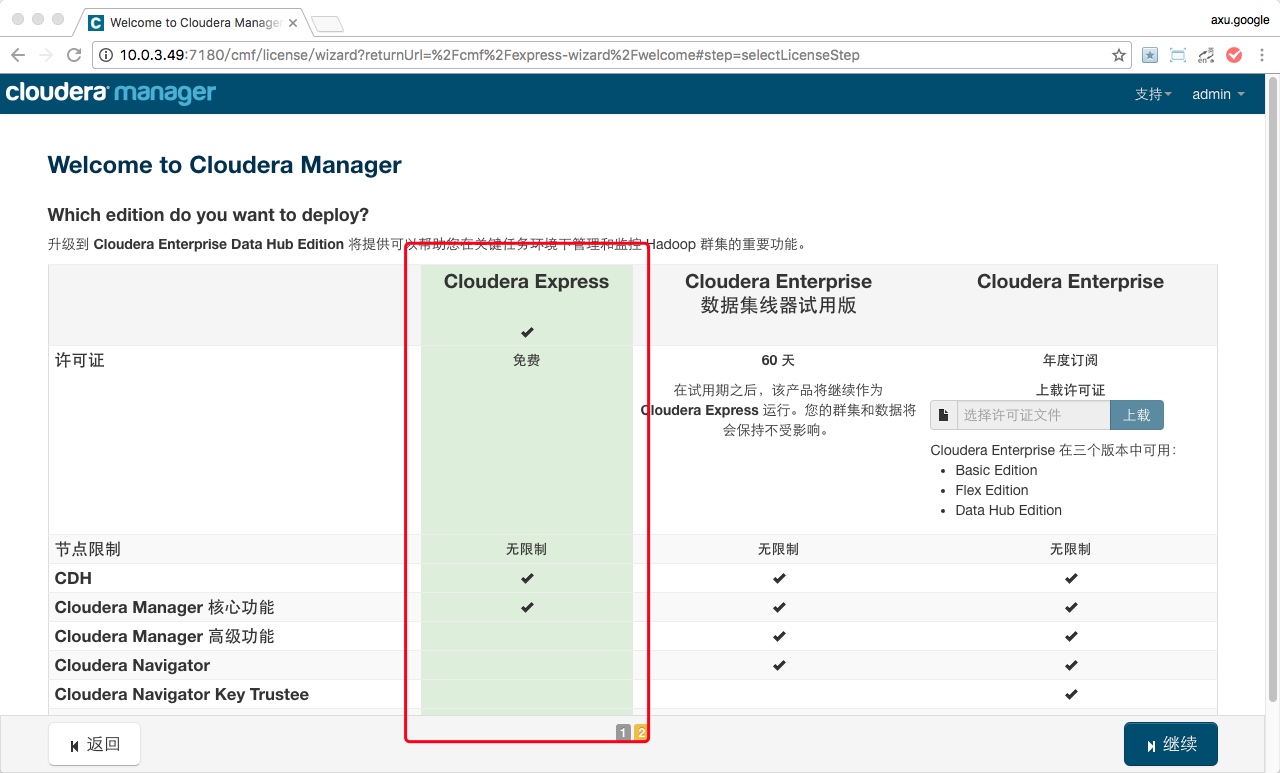 Welcome to Cloudera Manage
axu.google
10.0.3.49:7180/cmf/license/wizard?returnUrl=%2Fcmf%2Fexpress-wizard%2Fwelcome#step=selectLicenseStep
cloudera manager
支持 admin
Welcome to Cloudera Manager
Which edition do you want to deploy?
升级到 Cloudera Enterprise Data Hub Edition 将提供可以帮助您在关键任务环境下管理和监控 Hadoop 群集的重要功能。
Cloudera Express Cloudera Enterprise Cloudera Enterprise
数据集线器试用版
许可证 免费 60 天 年度订阅
在试用期之后，该产品将继续作为 上载许可证
Cloudera Express 运行。您的群集和数据将 选择许可证文件 上载
会保持不受影响。
Cloudera Enterprise 在三个版本中可用：
• Basic Edition
• Flex Edition
• Data Hub Edition
节点限制 无限制 无限制 无限制
CDH ✔ ✔ ✔
Cloudera Manager 核心功能 ✔ ✔ ✔
Cloudera Manager 高级功能 ✔ ✔
Cloudera Navigator ✔ ✔
Cloudera Navigator Key Trustee ✔
返回 1 2 继续